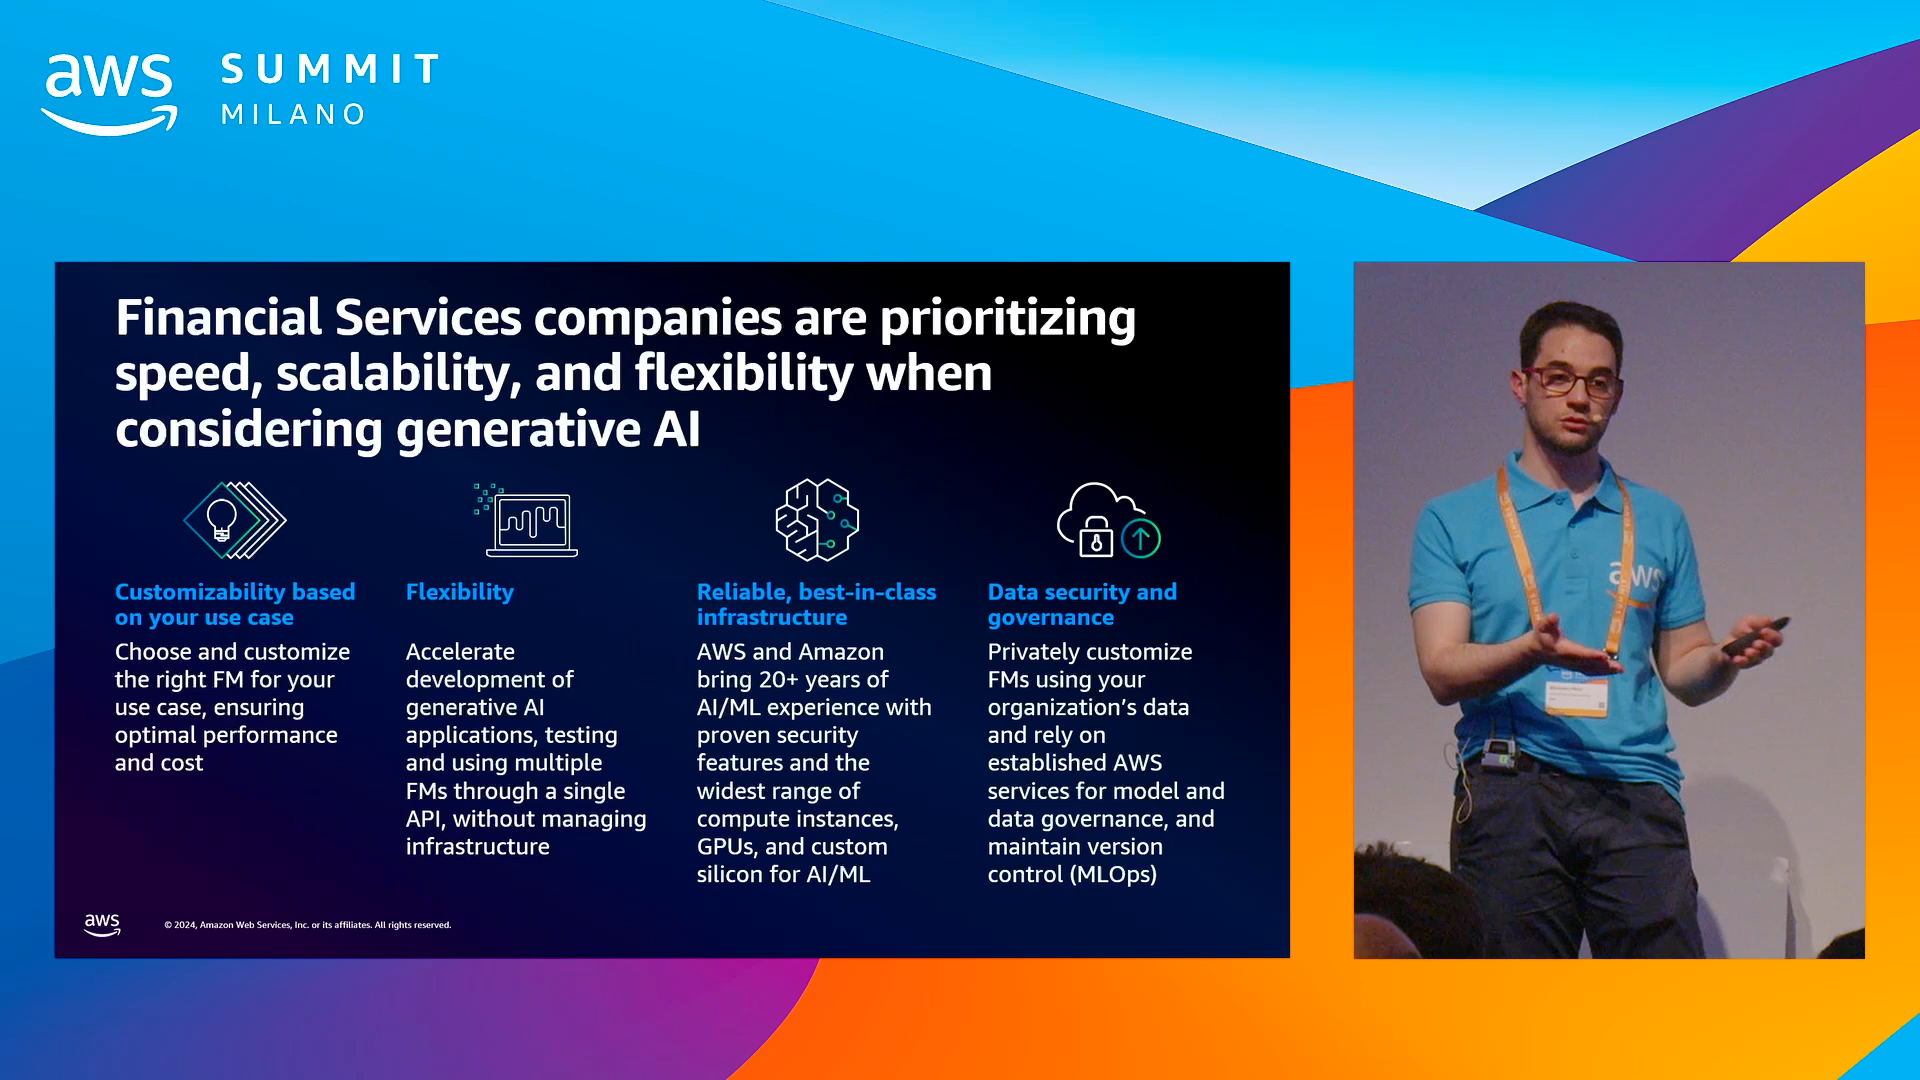 aws
SUMMIT
MILANO
Financial Services companies are prioritizing
speed, scalability, and flexibility when
considering generative AI
Customizability based
on your use case
Choose and customize
the right FM for your
use case, ensuring
optimal performance
and cost
Flexibility
Accelerate
development of
generative AI
applications, testing
and using multiple
FMs through a single
API, without managing
infrastructure
Reliable, best-in-class
infrastructure
AWS and Amazon
bring 20+ years of
AI/ML experience with
proven security
features and the
widest range of
compute instances,
GPUs, and custom
silicon for AI/ML
Data security and
governance
Privately customize
FMs using your
organization's data
and rely on
established AWS
services for model and
data governance, and
maintain version
control (MLOps)
aws
© 2024, Amazon Web Services, Inc. or its affiliates. All rights reserved.
aws